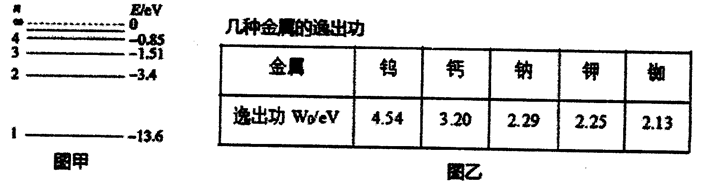 n E/eV
∞ 0
4 -0.85
3 -1.51
2 -3.4
1 -13.6
图甲
几种金属的逸出功
金属 钨 钙 钠 钾 铷
逸出功 W₀/eV 4.54 3.20 2.29 2.25 2.13
图乙